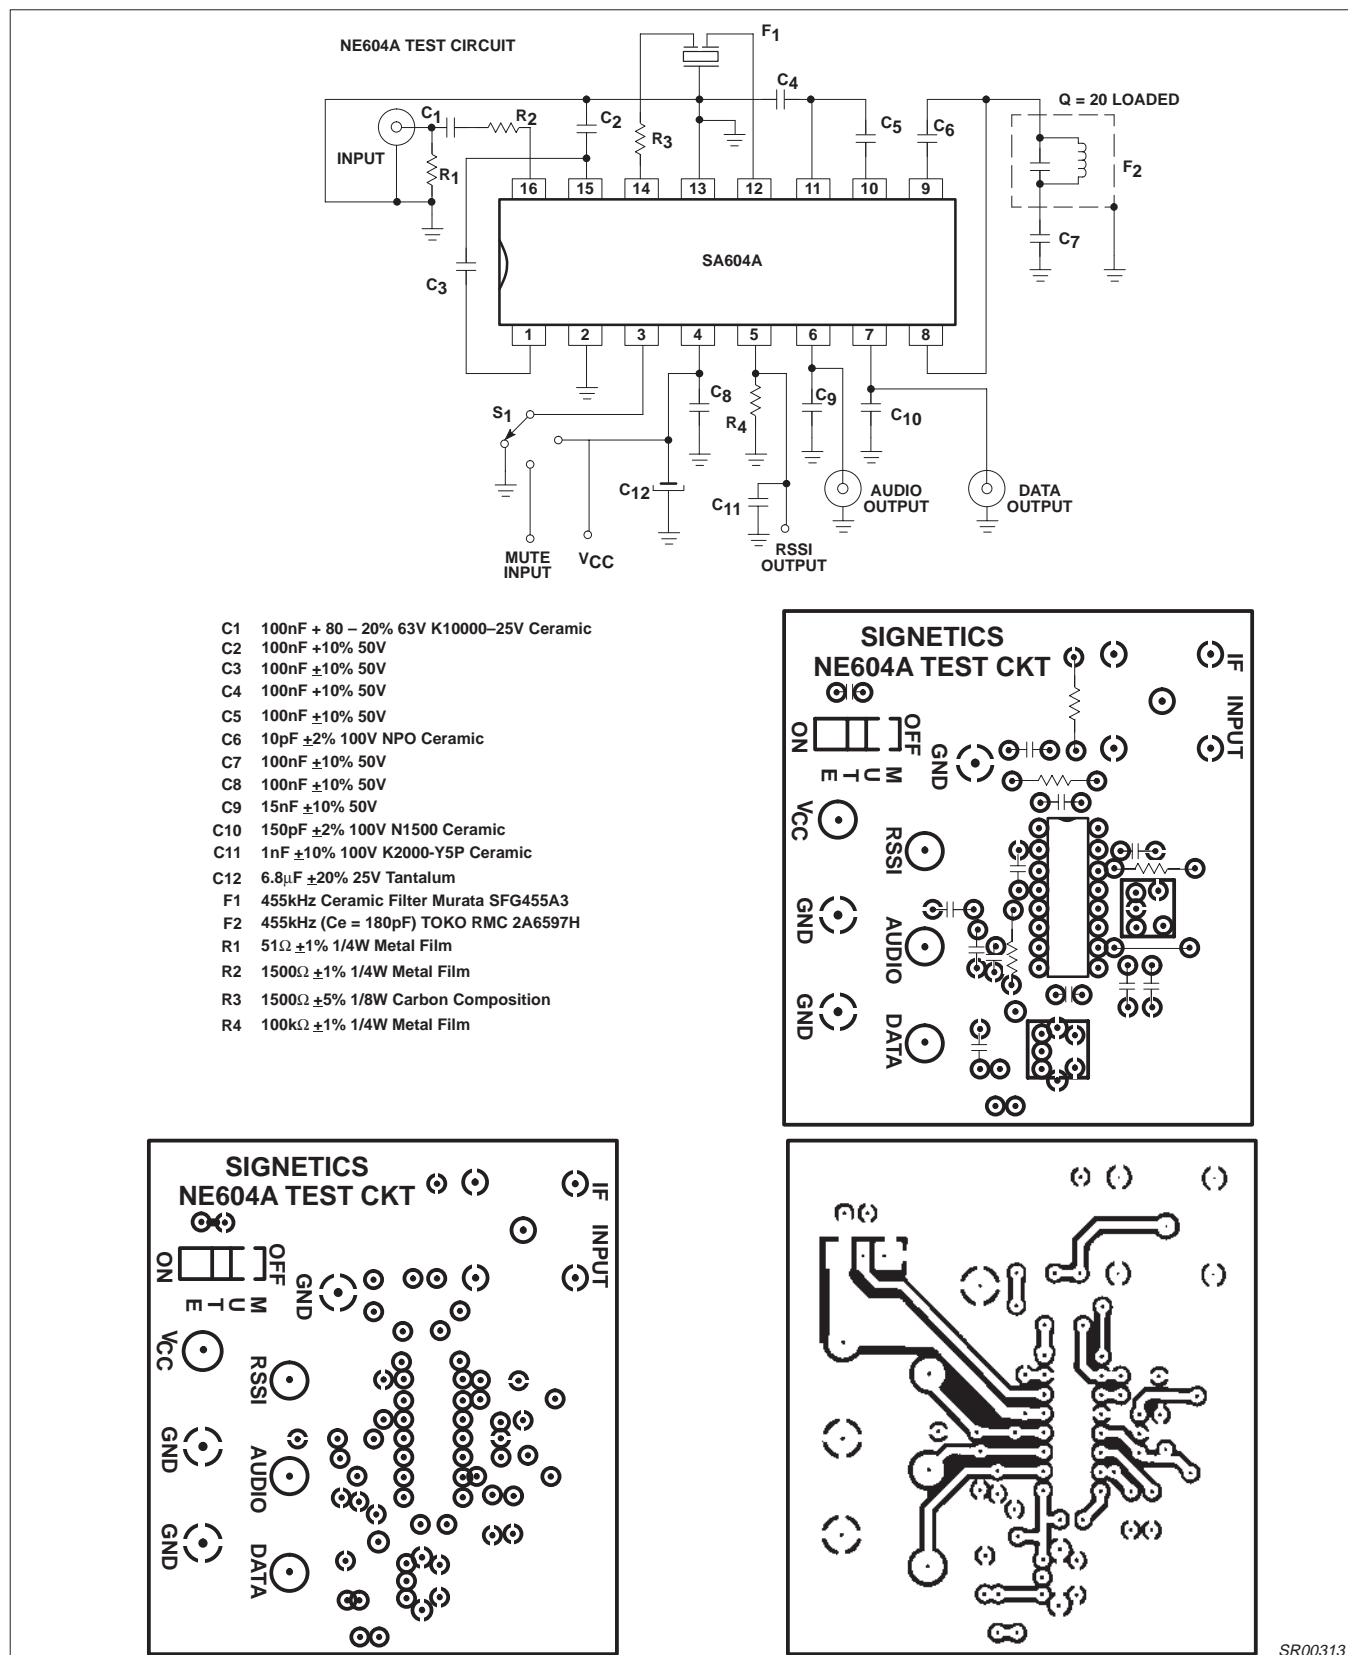 NE604A TEST CIRCUIT
F1
C4
Q = 20 LOADED
C1
R2
C2
R3
C5
C6
INPUT
R1
F2
16 15 14 13 12 11 10 9
C7
SA604A
C3
1 2 3 4 5 6 7 8
S1
C8
R4
C9
C10
C12
C11
AUDIO
OUTPUT
DATA
OUTPUT
MUTE
INPUT
VCC
RSSI
OUTPUT
C1 100nF + 80 – 20% 63V K10000–25V Ceramic
C2 100nF +10% 50V
C3 100nF ±10% 50V
C4 100nF +10% 50V
C5 100nF ±10% 50V
C6 10pF ±2% 100V NPO Ceramic
C7 100nF ±10% 50V
C8 100nF ±10% 50V
C9 15nF ±10% 50V
C10 150pF ±2% 100V N1500 Ceramic
C11 1nF ±10% 100V K2000-Y5P Ceramic
C12 6.8µF ±20% 25V Tantalum
F1 455kHz Ceramic Filter Murata SFG455A3
F2 455kHz (Ce = 180pF) TOKO RMC 2A6597H
R1 51Ω ±1% 1/4W Metal Film
R2 1500Ω ±1% 1/4W Metal Film
R3 1500Ω ±5% 1/8W Carbon Composition
R4 100kΩ ±1% 1/4W Metal Film
SIGNETICS
NE604A TEST CKT
IF INPUT
ON
OFF
MUTE
GND
VCC
RSSI
GND
AUDIO
GND
DATA
SIGNETICS
NE604A TEST CKT
IF INPUT
ON
OFF
MUTE
GND
VCC
RSSI
GND
AUDIO
GND
DATA
SR00313